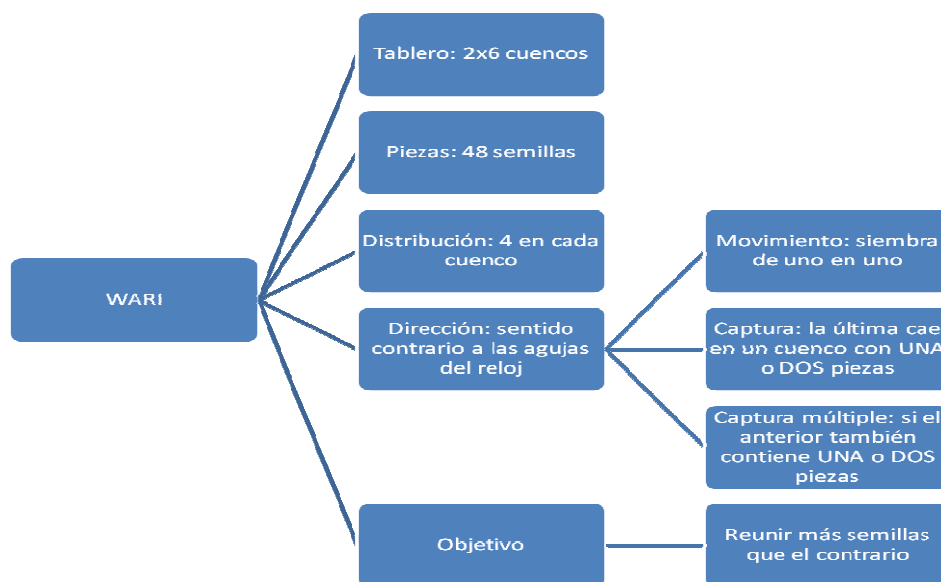 WARI
Tablero: 2x6 cuencos
Piezas: 48 semillas
Distribución: 4 en cada
cuenco
Dirección: sentido
contrario a las agujas
del reloj
Movimiento: siembra
de uno en uno
Captura: la última cae
en un cuenco con UNA
o DOS piezas
Captura múltiple: si el
anterior también
contiene UNA o DOS
piezas
Objetivo
Reunir más semillas
que el contrario